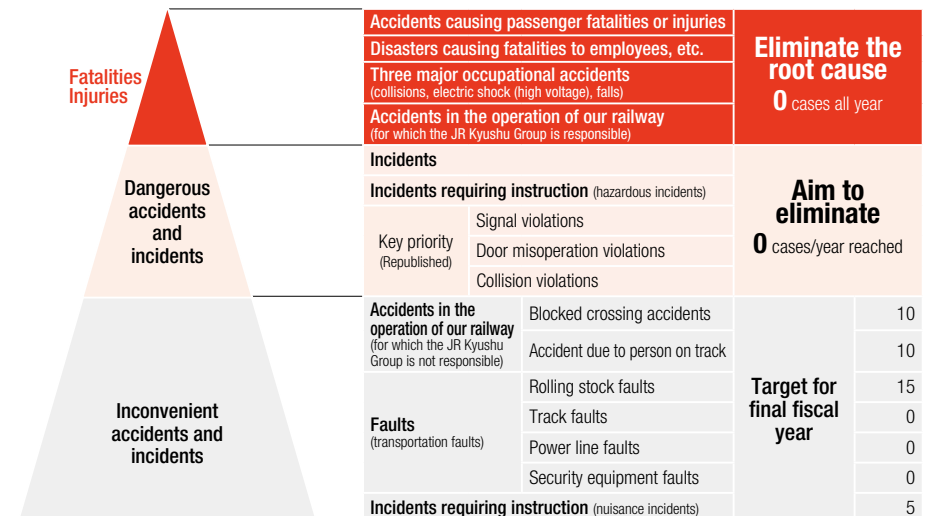 Fatalities
Injuries
Accidents causing passenger fatalities or injuries
Disasters causing fatalities to employees, etc.
Three major occupational accidents
(collisions, electric shock (high voltage), falls)
Accidents in the operation of our railway
(for which the JR Kyushu Group is responsible)
Eliminate the
root cause
0 cases all year
Dangerous
accidents
and
incidents
Incidents
Incidents requiring instruction (hazardous incidents)
Key priority
(Republished)
Signal violations
Door misoperation violations
Collision violations
Aim to
eliminate
0 cases/year reached
Inconvenient
accidents and
incidents
Accidents in the
operation of our railway
(for which the JR Kyushu
Group is not responsible)
Blocked crossing accidents
10
Accident due to person on track
10
Faults
(transportation faults)
Rolling stock faults
15
Track faults
0
Power line faults
0
Security equipment faults
0
Incidents requiring instruction (nuisance incidents)
5
Target for
final fiscal
year